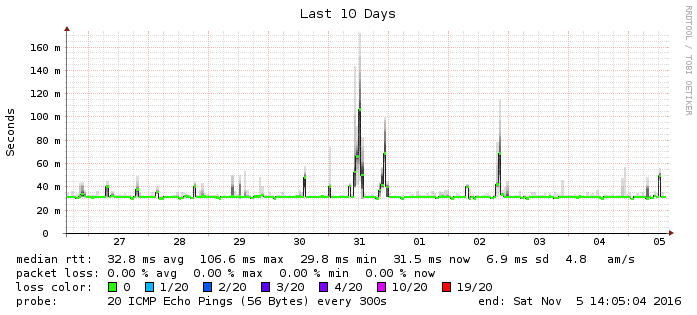 Last 10 Days
RRDTOOL / TOBI OETIKER
Seconds
160 m
140 m
120 m
100 m
80 m
60 m
40 m
20 m
0
27 28 29 30 31 01 02 03 04 05
median rtt: 32.8 ms avg 106.6 ms max 29.8 ms min 31.5 ms now 6.9 ms sd 4.8 am/s
packet loss: 0.00 % avg 0.00 % max 0.00 % min 0.00 % now
loss color: 0 1/20 2/20 3/20 4/20 10/20 19/20
probe: 20 ICMP Echo Pings (56 Bytes) every 300s end: Sat Nov 5 14:05:04 2016